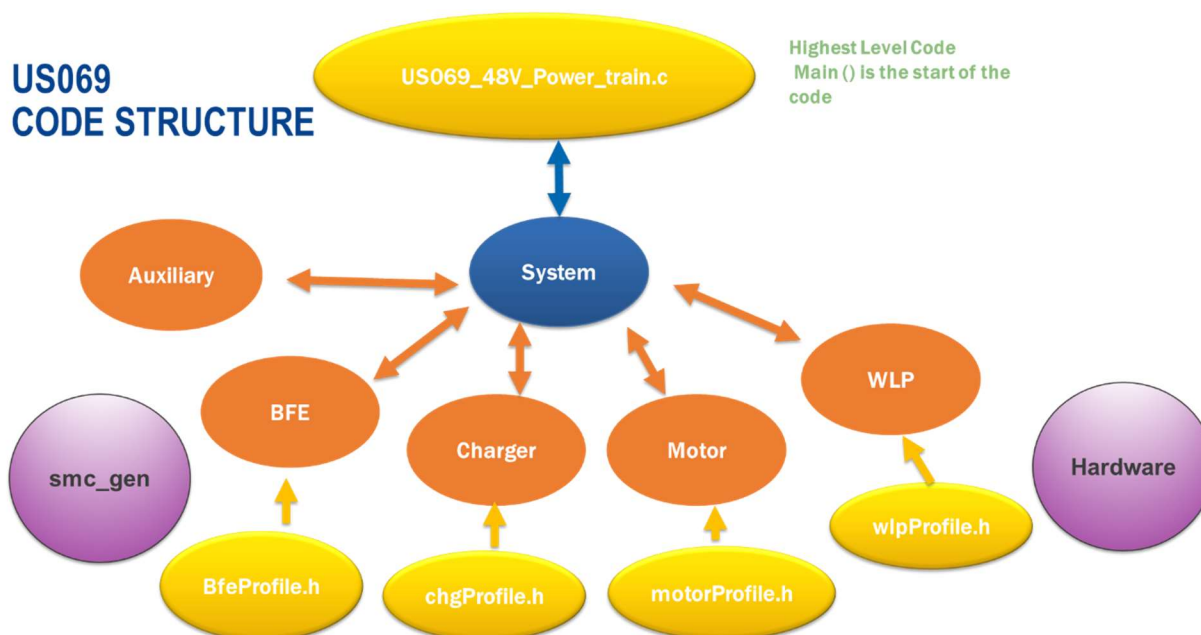 US069
CODE STRUCTURE
US069_48V_Power_train.c
Highest Level Code
Main () is the start of the
code
Auxiliary
System
BFE
WLP
Charger
Motor
smc_gen
Hardware
wlpProfile.h
BfeProfile.h
chgProfile.h
motorProfile.h